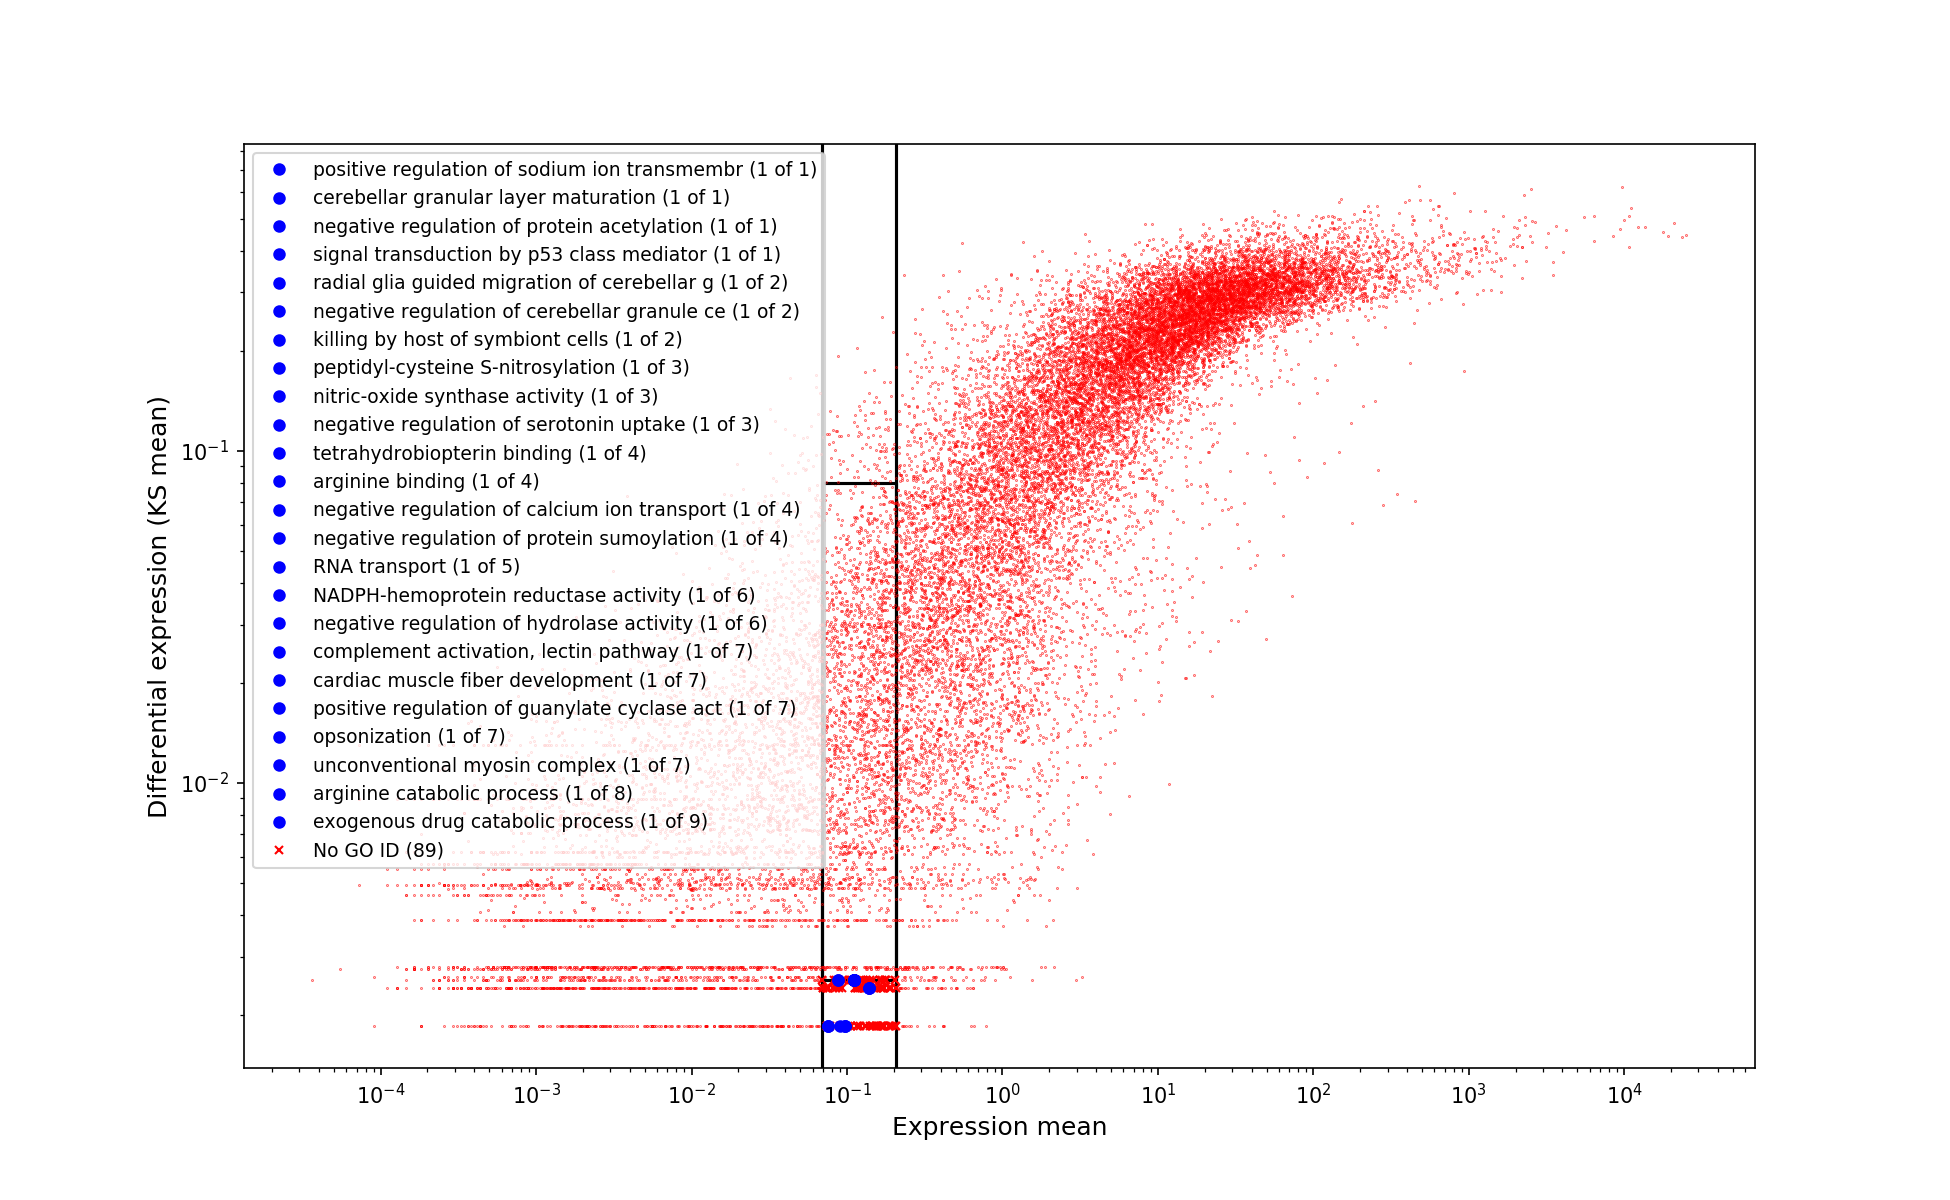 positive regulation of sodium ion transmembr (1 of 1)
cerebellar granular layer maturation (1 of 1)
negative regulation of protein acetylation (1 of 1)
signal transduction by p53 class mediator (1 of 1)
radial glia guided migration of cerebellar g (1 of 2)
negative regulation of cerebellar granule ce (1 of 2)
killing by host of symbiont cells (1 of 2)
peptidyl-cysteine S-nitrosylation (1 of 3)
nitric-oxide synthase activity (1 of 3)
negative regulation of serotonin uptake (1 of 3)
tetrahydrobiopterin binding (1 of 4)
arginine binding (1 of 4)
negative regulation of calcium ion transport (1 of 4)
negative regulation of protein sumoylation (1 of 4)
RNA transport (1 of 5)
NADPH-hemoprotein reductase activity (1 of 6)
negative regulation of hydrolase activity (1 of 6)
complement activation, lectin pathway (1 of 7)
cardiac muscle fiber development (1 of 7)
positive regulation of guanylate cyclase act (1 of 7)
opsonization (1 of 7)
unconventional myosin complex (1 of 7)
arginine catabolic process (1 of 8)
exogenous drug catabolic process (1 of 9)
No GO ID (89)
Differential expression (KS mean)
10⁻¹
10⁻²
10⁻⁴ 10⁻³ 10⁻² 10⁻¹ 10⁰ 10¹ 10² 10³ 10⁴
Expression mean